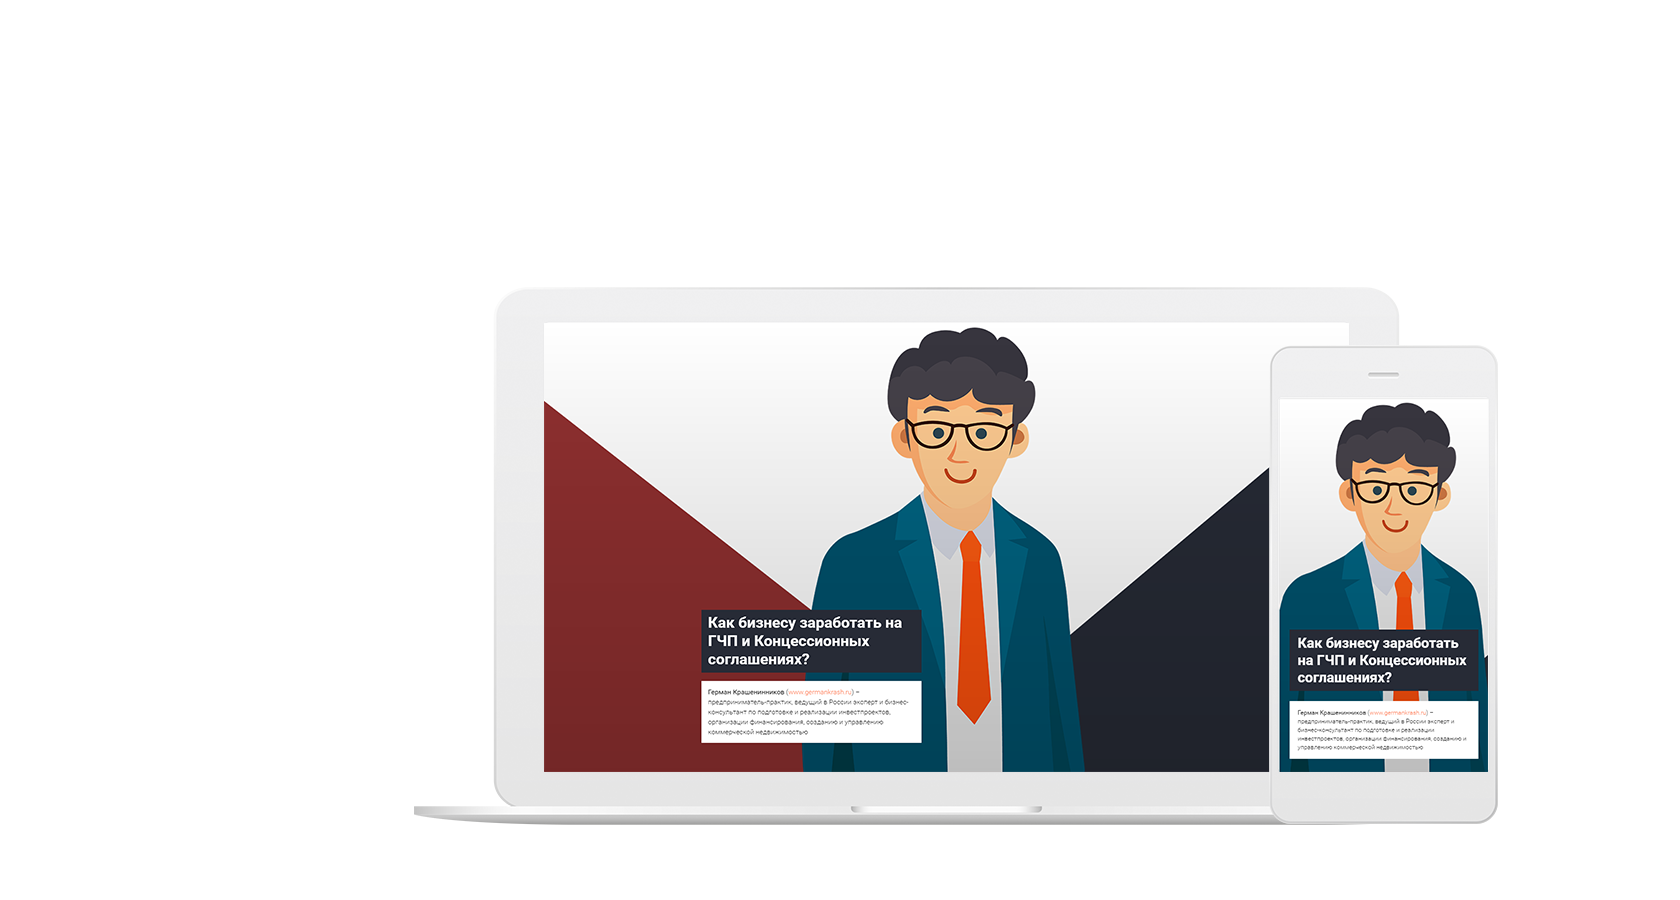 Как бизнесу заработать на
ГЧП и Концессионных
соглашениях?
Герман Крашенинников (www.germankrash.ru) –
предприниматель-практик, ведущий в России эксперт и бизнес-
консультант по подготовке и реализации инвестпроектов,
организации финансирования, созданию и управлению
коммерческой недвижимостью
Как бизнесу заработать
на ГЧП и Концессионных
соглашениях?
Герман Крашенинников (www.germankrash.ru) –
предприниматель-практик, ведущий в России эксперт и
бизнес-консультант по подготовке и реализации
инвестпроектов, организации финансирования, созданию и
управлению коммерческой недвижимостью